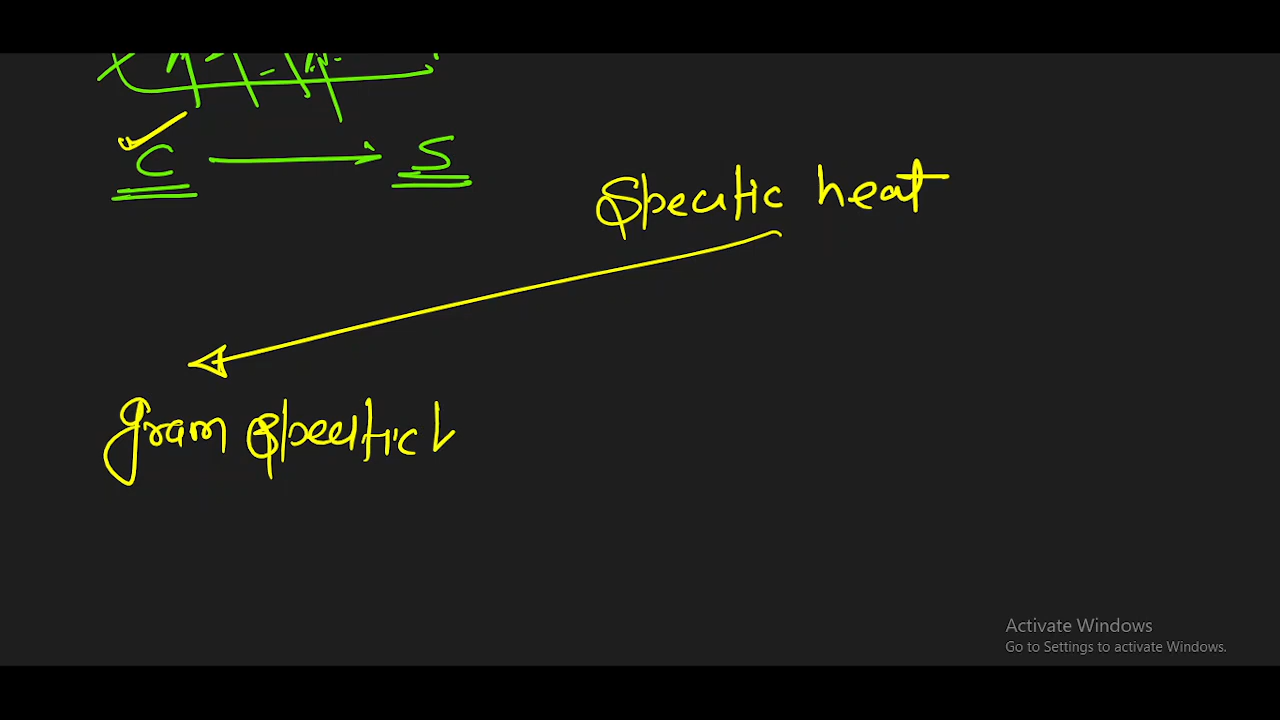 C → S
Specific heat
gram specific
Activate Windows
Go to Settings to activate Windows.